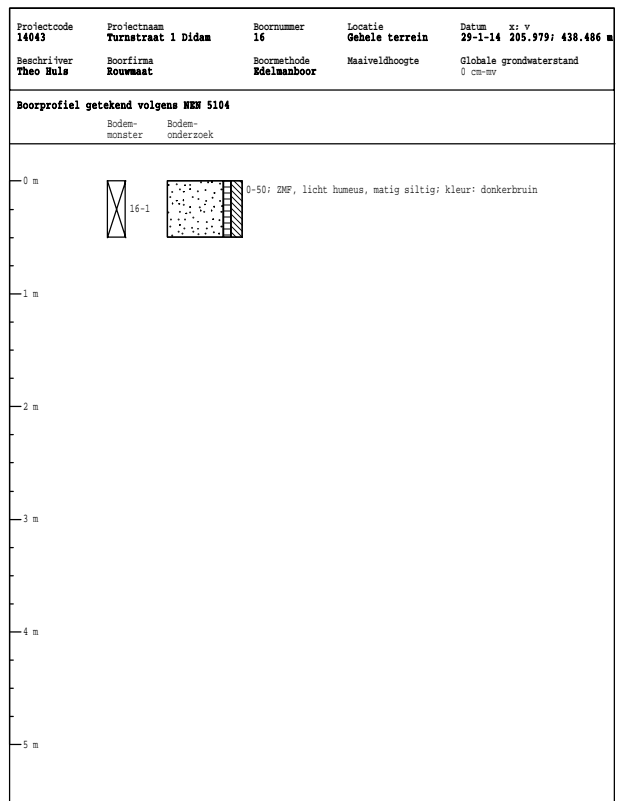 Projectcode Projectnaam Boornummer Locatie Datum x; y
14043 Turnstraat 1 Didam 16 Gehele terrein 29-1-14 205.979; 438.486 m
Beschrijver Boorfirma Boormethode Maaiveldhoogte Globale grondwaterstand
Theo Huls Rouwmaat Edelmanboor 0 cm-mv
Boorprofiel getekend volgens NEN 5104
Bodem- Bodem-
monster onderzoek
0 m
0-50; ZMF, licht humeus, matig siltig; kleur: donkerbruin
16-1
1 m
2 m
3 m
4 m
5 m